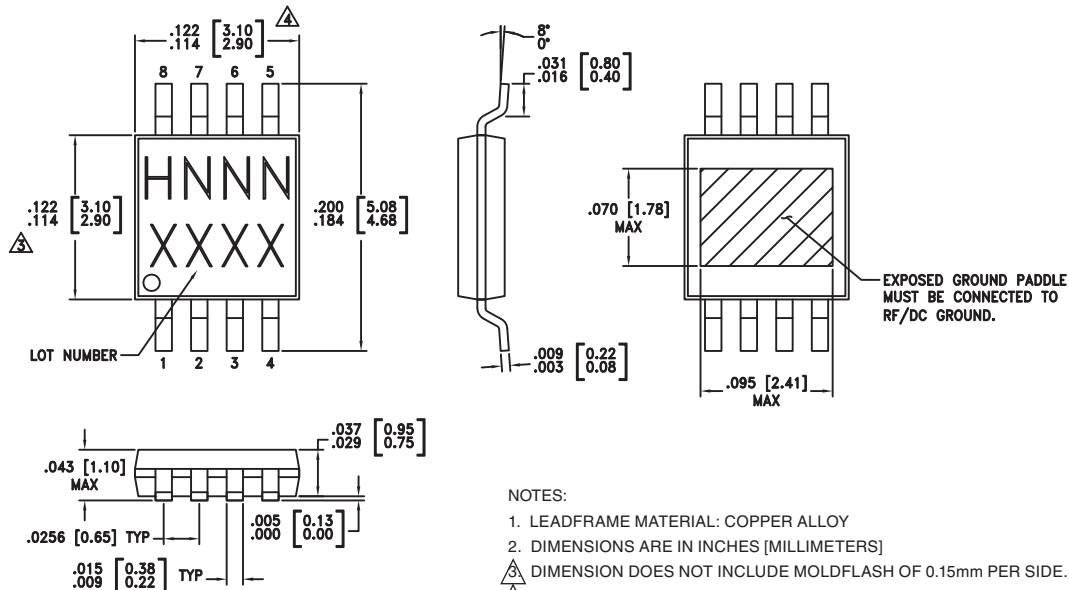 .122 [3.10]
.114 [2.90]
4
8 7 6 5
HNNN
XXXX
.122 [3.10]
.114 [2.90]
3
.200 [5.08]
.184 [4.68]
LOT NUMBER
1 2 3 4
8°
0°
.031 [0.80]
.016 [0.40]
.009 [0.22]
.003 [0.08]
.070 [1.78]
MAX
EXPOSED GROUND PADDLE
MUST BE CONNECTED TO
RF/DC GROUND.
.095 [2.41]
MAX
.037 [0.95]
.029 [0.75]
.043 [1.10]
MAX
.005 [0.13]
.000 [0.00]
.0256 [0.65] TYP
.015 [0.38]
.009 [0.22] TYP
NOTES:
1. LEADFRAME MATERIAL: COPPER ALLOY
2. DIMENSIONS ARE IN INCHES [MILLIMETERS]
3 DIMENSION DOES NOT INCLUDE MOLDFLASH OF 0.15mm PER SIDE.